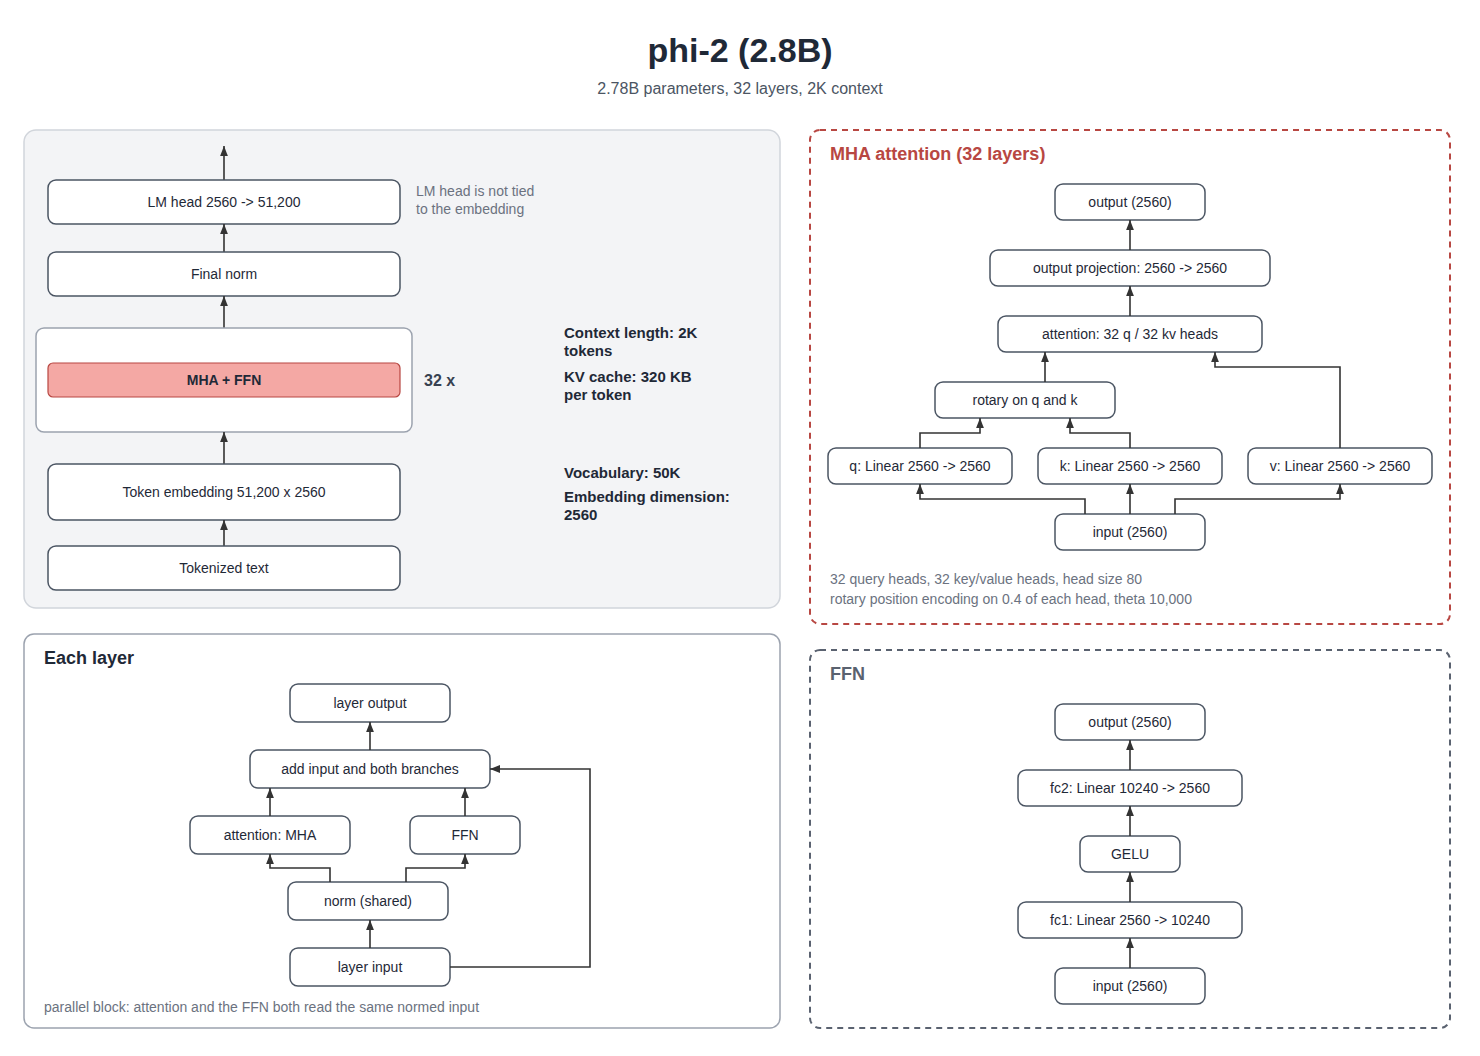 phi-2 (2.8B)
2.78B parameters, 32 layers, 2K context
LM head 2560 -> 51,200
LM head is not tied
to the embedding
Final norm
MHA + FFN
32 x
Context length: 2K
tokens
KV cache: 320 KB
per token
Token embedding 51,200 x 2560
Vocabulary: 50K
Embedding dimension:
2560
Tokenized text
MHA attention (32 layers)
output (2560)
output projection: 2560 -> 2560
attention: 32 q / 32 kv heads
rotary on q and k
q: Linear 2560 -> 2560
k: Linear 2560 -> 2560
v: Linear 2560 -> 2560
input (2560)
32 query heads, 32 key/value heads, head size 80
rotary position encoding on 0.4 of each head, theta 10,000
Each layer
layer output
add input and both branches
attention: MHA
FFN
norm (shared)
layer input
parallel block: attention and the FFN both read the same normed input
FFN
output (2560)
fc2: Linear 10240 -> 2560
GELU
fc1: Linear 2560 -> 10240
input (2560)